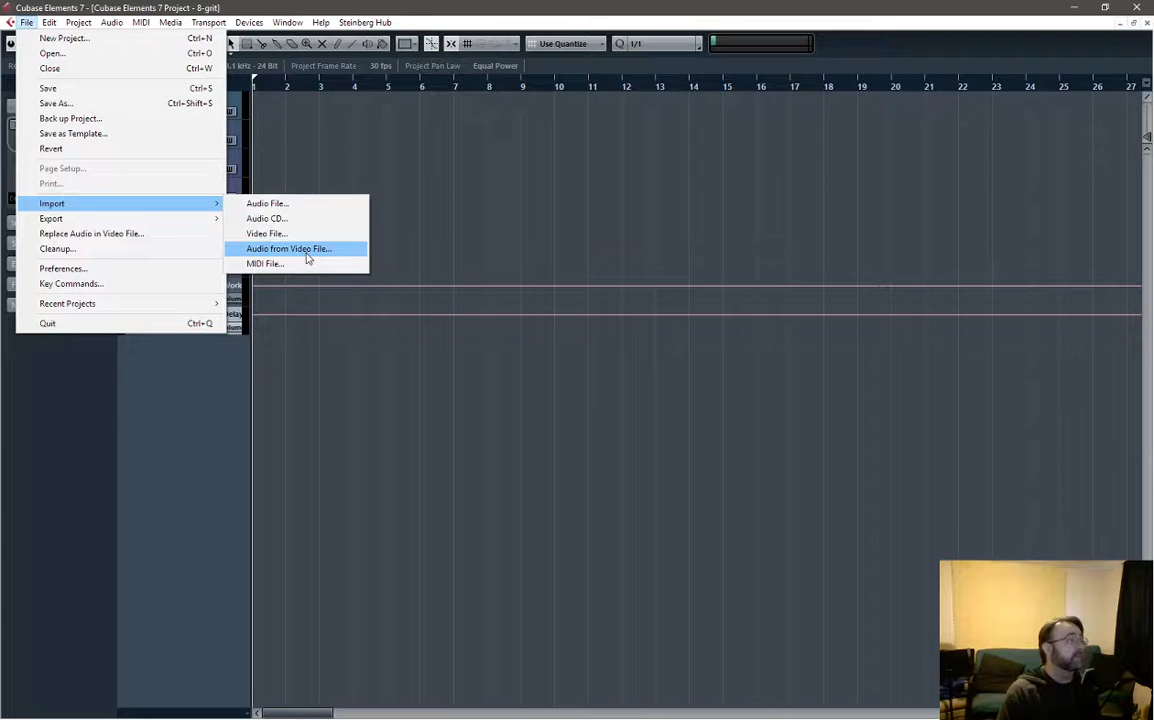 Cubase Elements 7 - [Cubase Elements 7 Project - 8-grit]
File Edit Project Audio MIDI Media Transport Devices Window Help Steinberg Hub
Use Quantize Q 1/1
.1 kHz - 24 Bit Project Frame Rate 30 fps Project Pan Law Equal Power
1 2 3 4 5 6 7 8 9 10 11 12 13 14 15 16 17 18 19 20 21 22 23 24 25 26 27
New Project... Ctrl+N
Open... Ctrl+O
Close Ctrl+W
Save Ctrl+S
Save As... Ctrl+Shift+S
Back up Project...
Save as Template...
Revert
Page Setup...
Print...
Import
Export
Replace Audio in Video File...
Cleanup...
Preferences...
Key Commands...
Recent Projects
Quit Ctrl+Q
Audio File...
Audio CD...
Video File...
Audio from Video File...
MIDI File...
Work
Delay